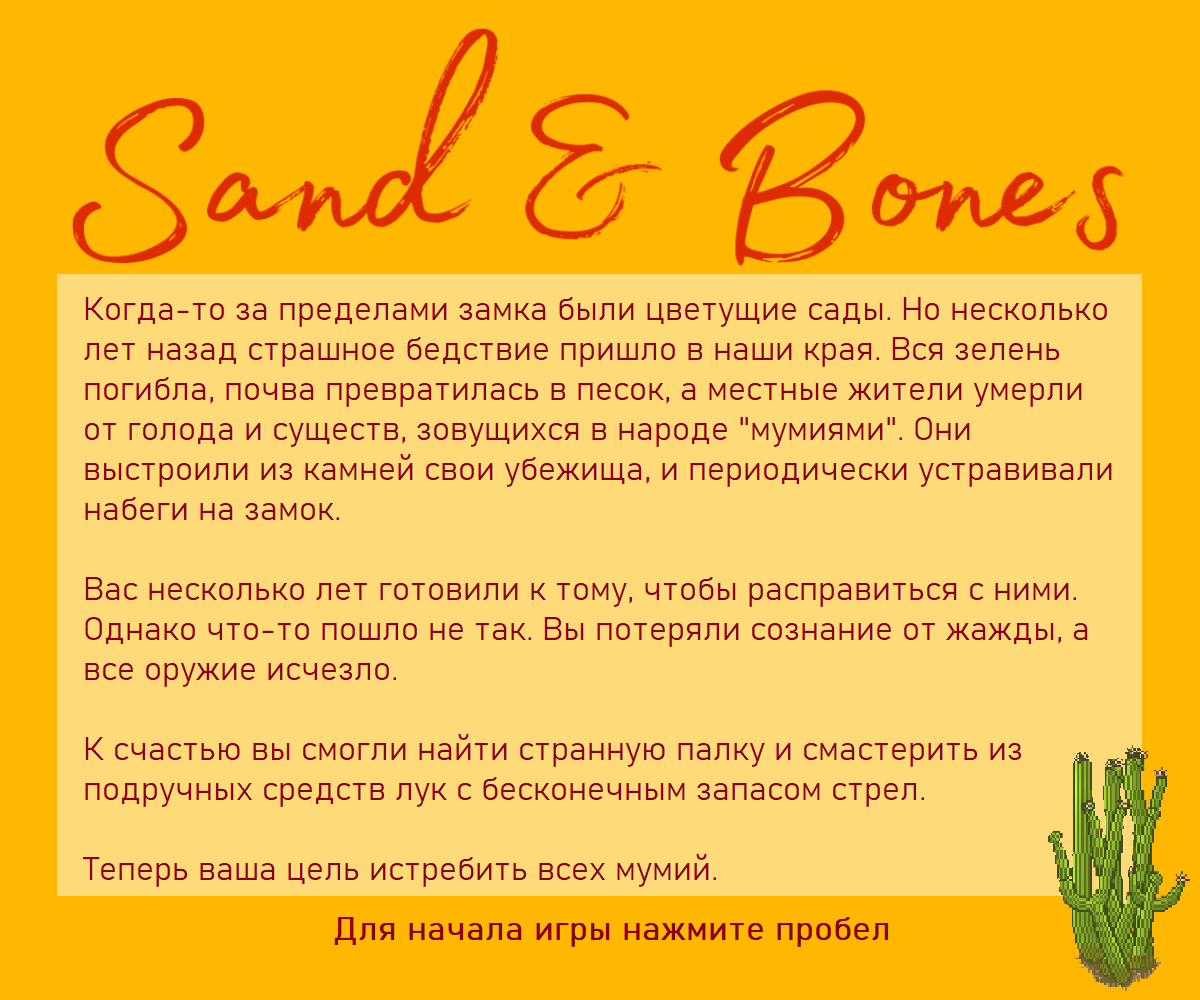 Sand & Bones
Когда-то за пределами замка были цветущие сады. Но несколько
лет назад страшное бедствие пришло в наши края. Вся зелень
погибла, почва превратилась в песок, а местные жители умерли
от голода и существ, зовущихся в народе "мумиями". Они
выстроили из камней свои убежища, и периодически устравивали
набеги на замок.
Вас несколько лет готовили к тому, чтобы расправиться с ними.
Однако что-то пошло не так. Вы потеряли сознание от жажды, а
все оружие исчезло.
К счастью вы смогли найти странную палку и смастерить из
подручных средств лук с бесконечным запасом стрел.
Теперь ваша цель истребить всех мумий.
Для начала игры нажмите пробел